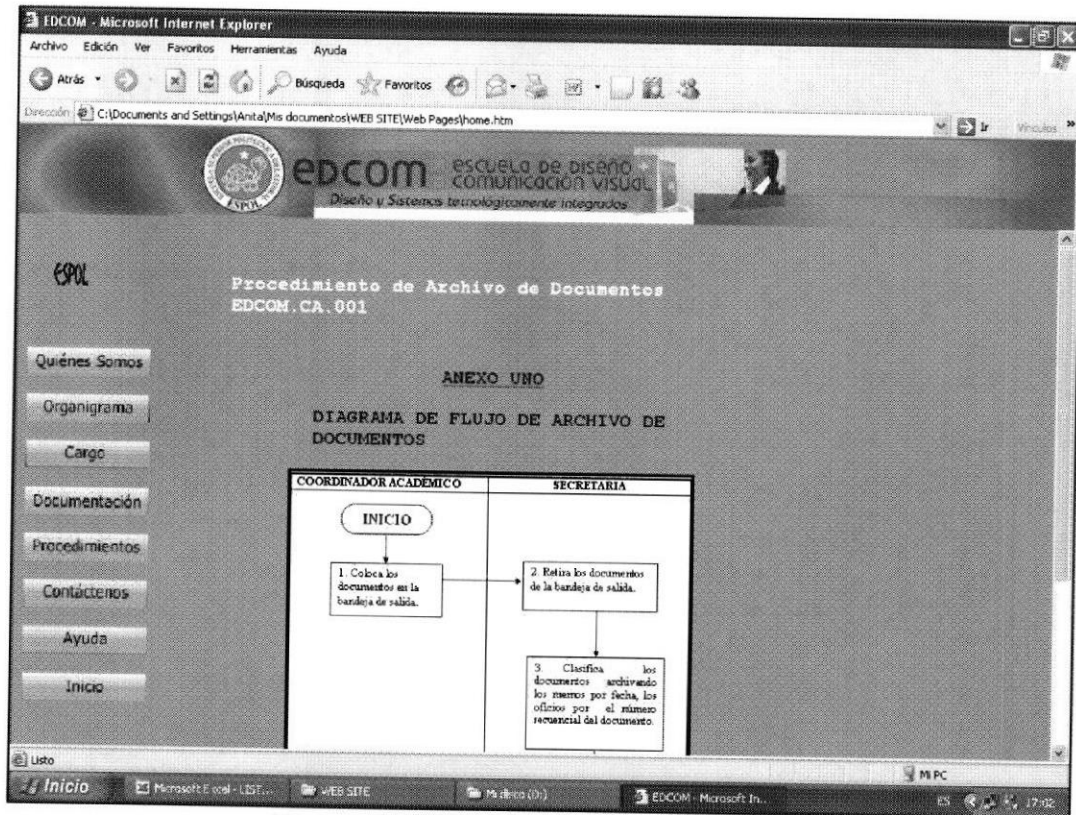 EDCOM - Microsoft Internet Explorer
Archivo Edición Ver Favoritos Herramientas Ayuda
Atrás Búsqueda Favoritos
Dirección C:\Documents and Settings\Anita\Mis documentos\WEB SITE\Web Pages\home.htm Ir Vínculos »
ESPOL
edcom
escuela de diseño
comunicación visual
Diseño y Sistemas tecnológicamente integrados
ESPOL
Procedimiento de Archivo de Documentos
EDCOM.CA.001
Quiénes Somos
Organigrama
Cargo
Documentación
Procedimientos
Contáctenos
Ayuda
Inicio
ANEXO UNO
DIAGRAMA DE FLUJO DE ARCHIVO DE
DOCUMENTOS
COORDINADOR ACADÉMICO SECRETARIA
INICIO
1. Coloca los
documentos en la
bandeja de salida.
2. Retira los documentos
de la bandeja de salida.
3. Clasifica los
documentos archivando
los memos por fecha, los
oficios por el número
secuencial del documento.
Listo
Mi PC
Inicio Microsoft Excel - LIST... WEB SITE (D:) EDCOM - Microsoft In... ES 17:02